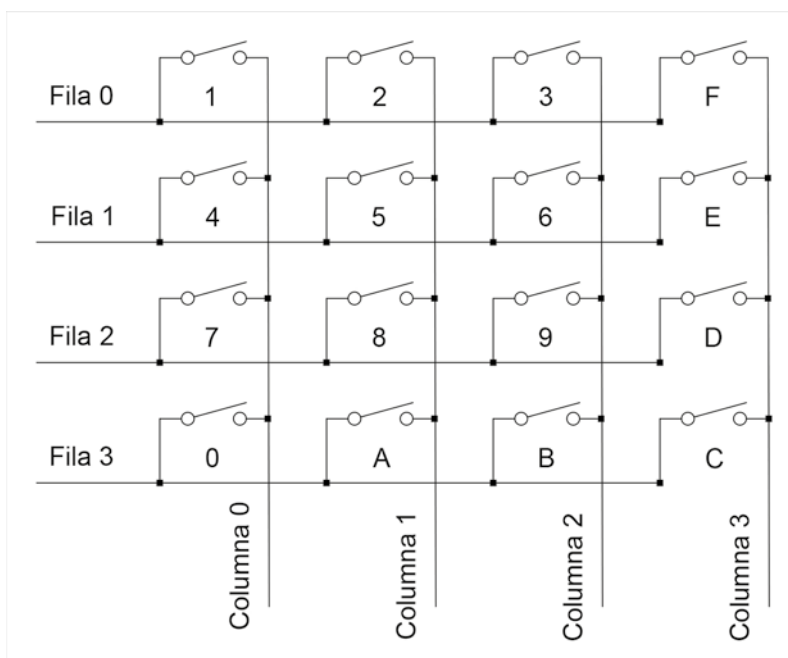 Fila 0 1 2 3 F
Fila 1 4 5 6 E
Fila 2 7 8 9 D
Fila 3 0 A B C
Columna 0
Columna 1
Columna 2
Columna 3